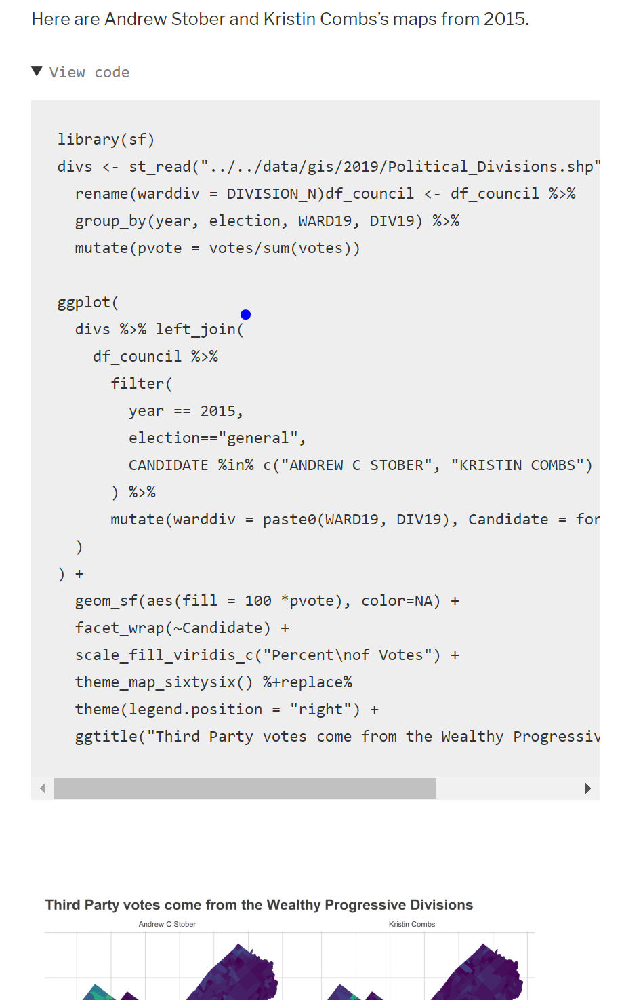 Here are Andrew Stober and Kristin Combs’s maps from 2015.
▼ View code
library(sf)
divs <- st_read("../../data/gis/2019/Political_Divisions.shp"
  rename(warddiv = DIVISION_N)df_council <- df_council %>%
  group_by(year, election, WARD19, DIV19) %>%
  mutate(pvote = votes/sum(votes))
ggplot(
  divs %>% left_join(
    df_council %>%
      filter(
        year == 2015,
        election=="general",
        CANDIDATE %in% c("ANDREW C STOBER", "KRISTIN COMBS")
      ) %>%
      mutate(warddiv = paste0(WARD19, DIV19), Candidate = for
  )
) +
  geom_sf(aes(fill = 100 *pvote), color=NA) +
  facet_wrap(~Candidate) +
  scale_fill_viridis_c("Percent\nof Votes") +
  theme_map_sixtysix() %+replace%
  theme(legend.position = "right") +
  ggtitle("Third Party votes come from the Wealthy Progressiv
Third Party votes come from the Wealthy Progressive Divisions
Andrew C Stober
Kristin Combs